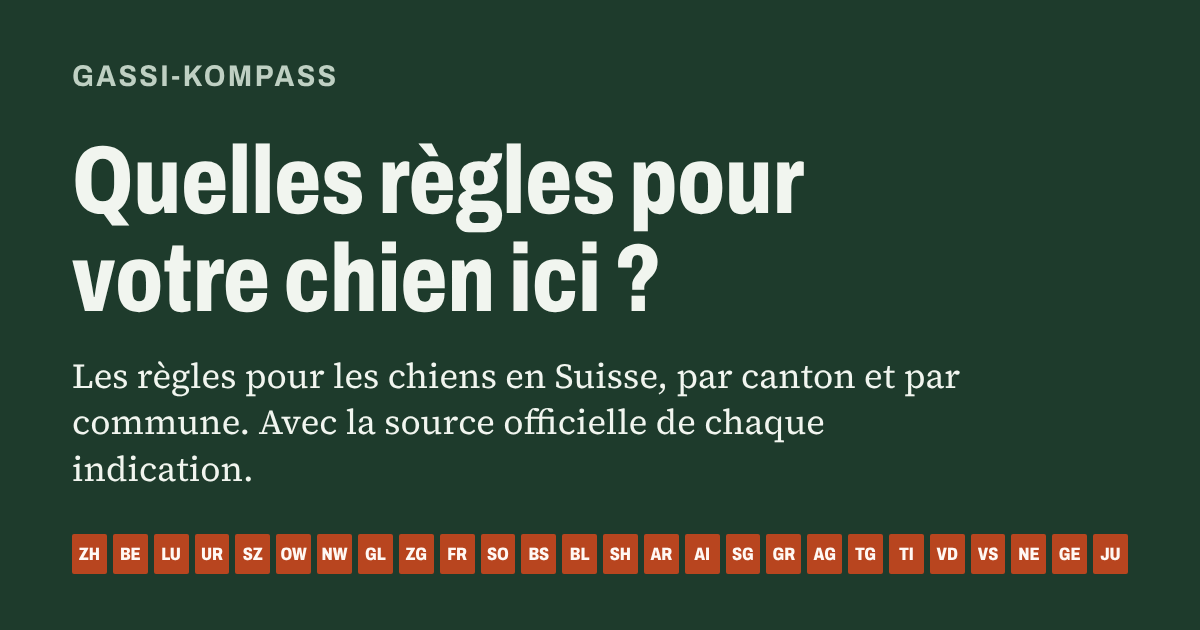 GASSI-KOMPASS
Quelles règles pour
votre chien ici ?
Les règles pour les chiens en Suisse, par canton et par
commune. Avec la source officielle de chaque
indication.
ZH BE LU UR SZ OW NW GL ZG FR SO BS BL SH AR AI SG GR AG TG TI VD VS NE GE JU